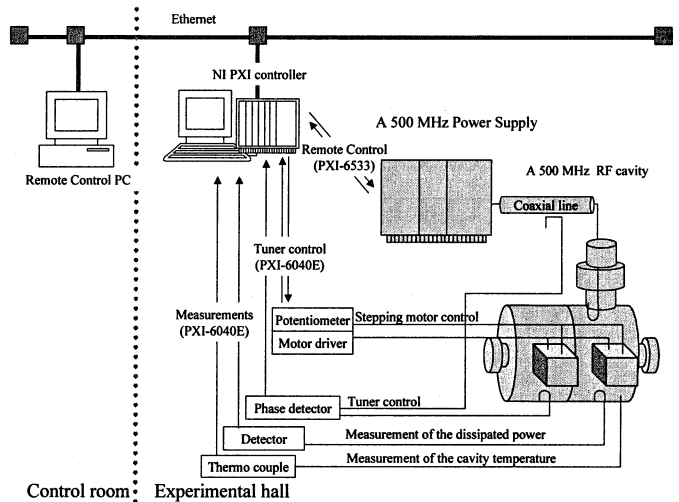 Ethernet
NI PXI controller
Remote Control PC
Remote Control
(PXI-6533)
A 500 MHz Power Supply
A 500 MHz RF cavity
Coaxial line
Tuner control
(PXI-6040E)
Measurements
(PXI-6040E)
Potentiometer
Motor driver
Stepping motor control
Phase detector
Tuner control
Detector
Measurement of the dissipated power
Thermo couple
Measurement of the cavity temperature
Control room
Experimental hall